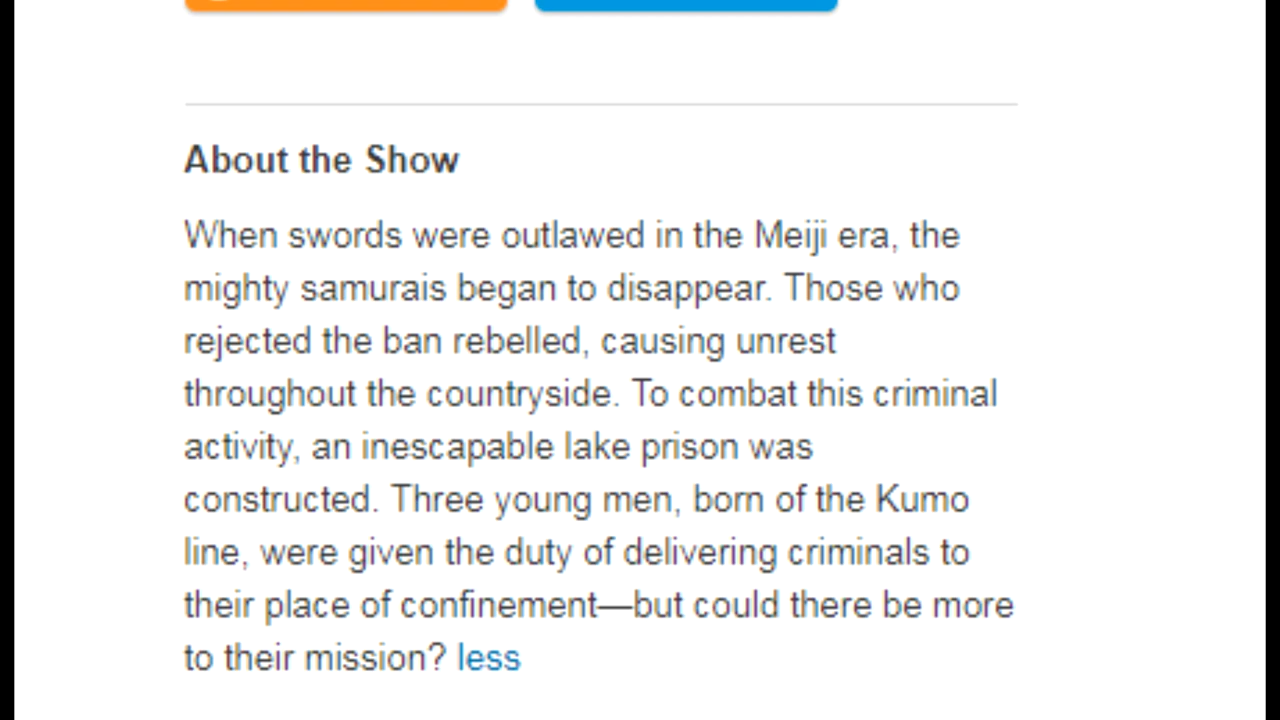 About the Show
When swords were outlawed in the Meiji era, the
mighty samurais began to disappear. Those who
rejected the ban rebelled, causing unrest
throughout the countryside. To combat this criminal
activity, an inescapable lake prison was
constructed. Three young men, born of the Kumo
line, were given the duty of delivering criminals to
their place of confinement—but could there be more
to their mission? less